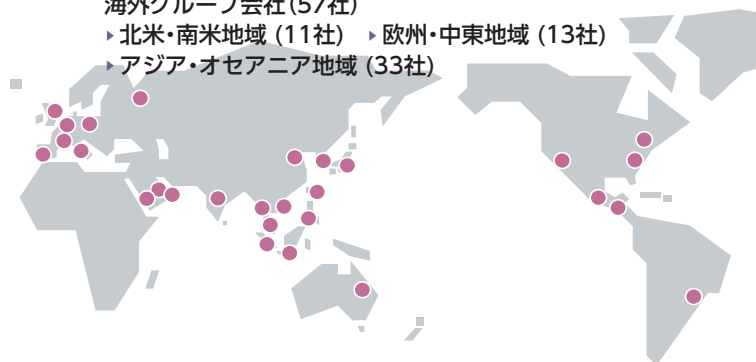 海外グループ会社(57社)
▸北米・南米地域 (11社) ▸欧州・中東地域 (13社)
▸アジア・オセアニア地域 (33社)